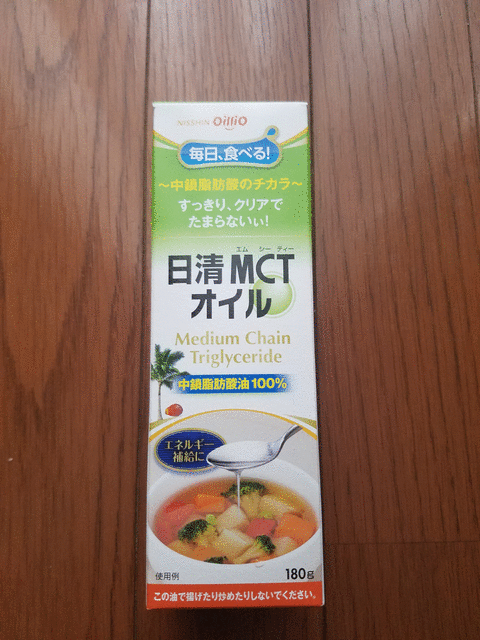 NISSHIN OilliO
毎日、食べる!
～中鎖脂肪酸のチカラ～
すっきり、クリアで
たまらないぃ!
エム シー ティー
日清MCT
オイル
Medium Chain
Triglyceride
中鎖脂肪酸油100%
エネルギー
補給に
使用例
180g
この油で揚げたり炒めたりしないでください。